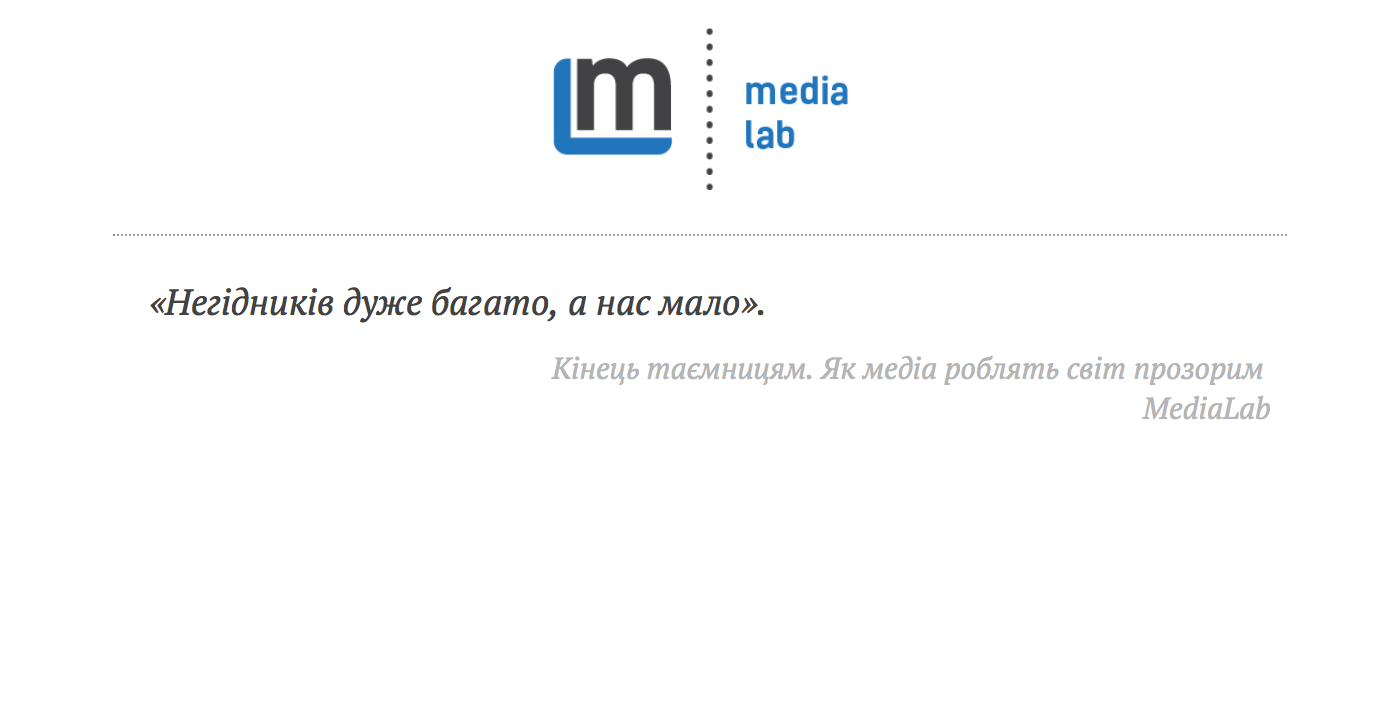 m
media
lab
«Негідників дуже багато, а нас мало».
Кінець таємницям. Як медіа роблять світ прозорим
MediaLab